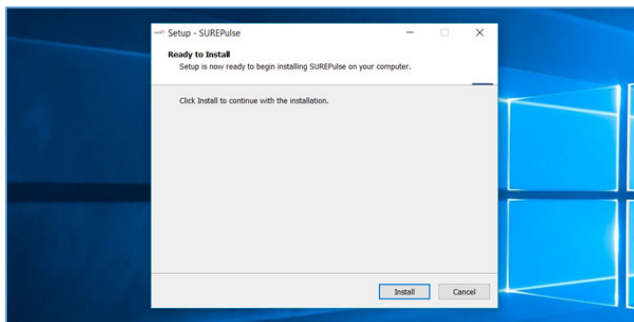 Setup - SUREPulse
Ready to Install
Setup is now ready to begin installing SUREPulse on your computer.
Click Install to continue with the installation.
Install
Cancel